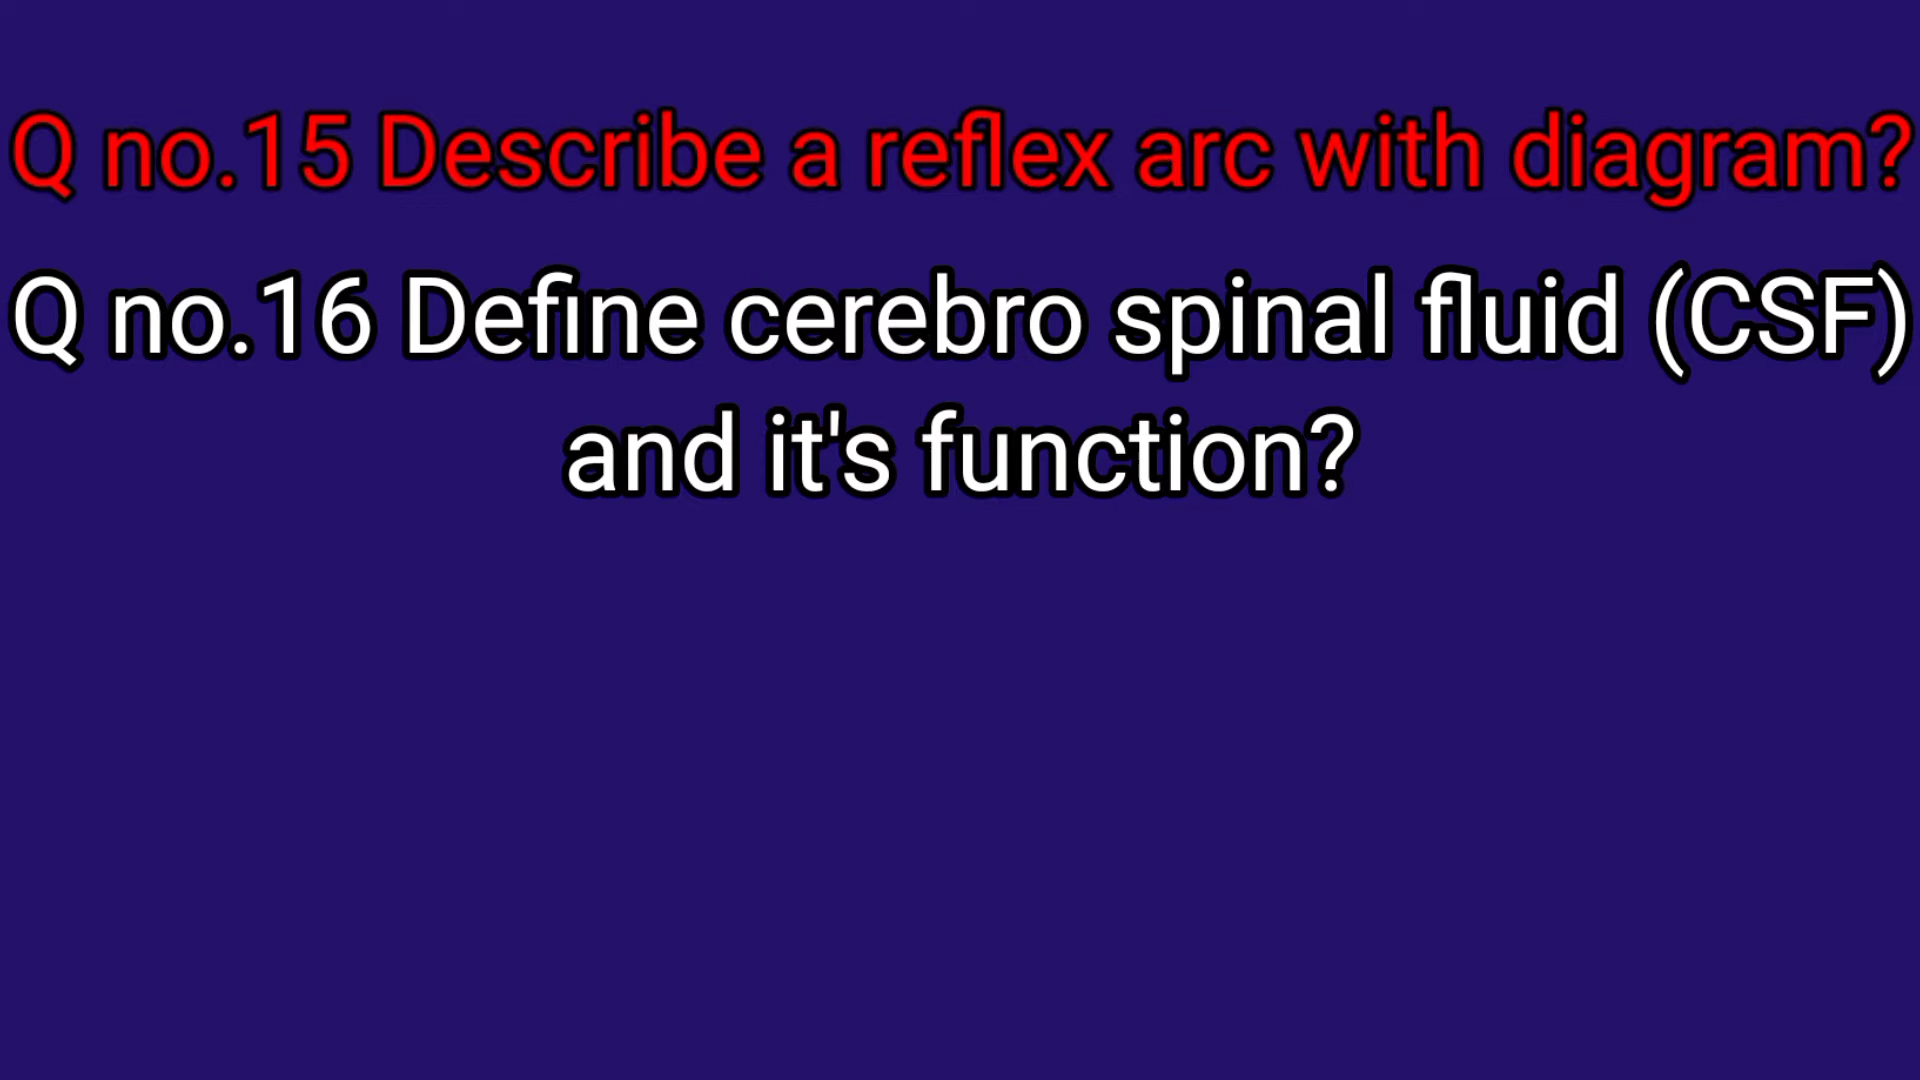 Q no.15 Describe a reflex arc with diagram?
Q no.16 Define cerebro spinal fluid (CSF)
and it's function?